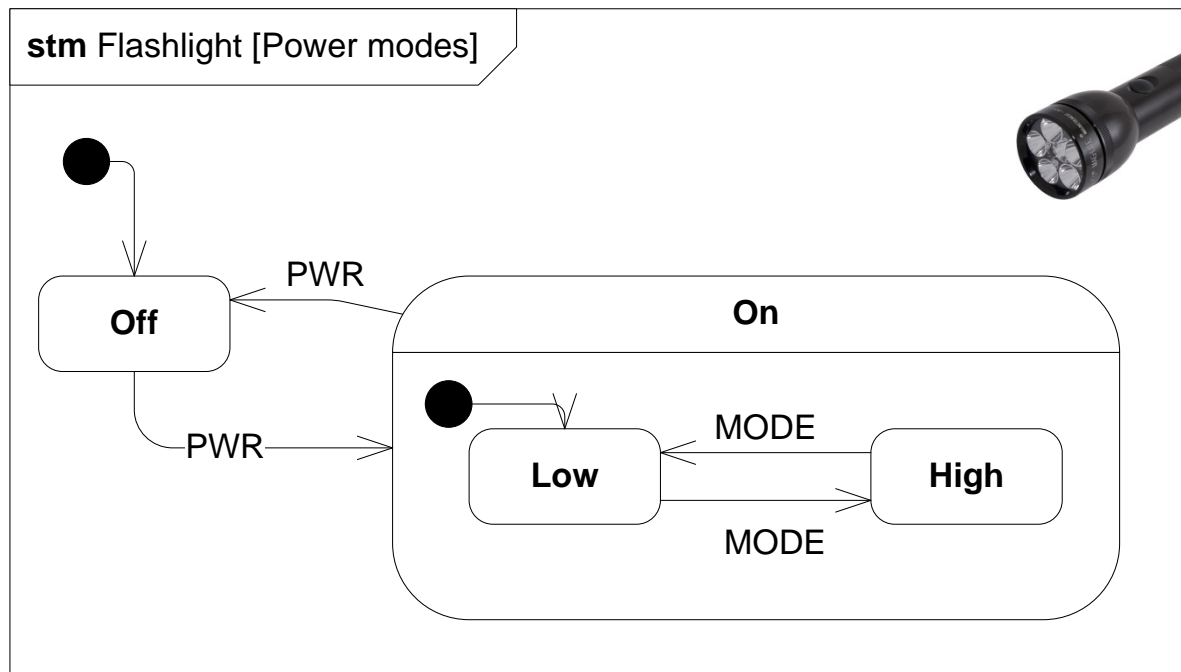 stm Flashlight [Power modes]
PWR
Off
On
PWR
MODE
Low
High
MODE